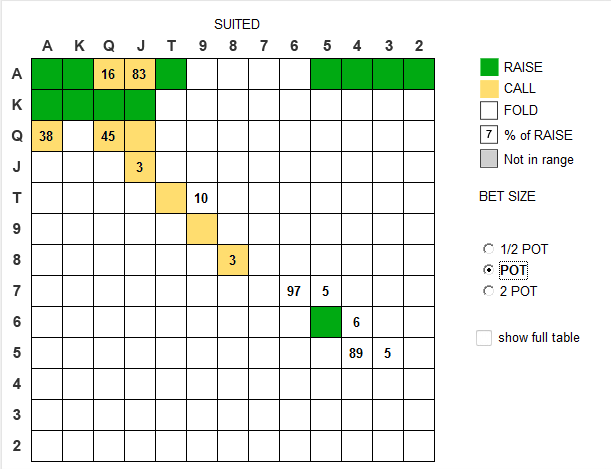 SUITED
A K Q J T 9 8 7 6 5 4 3 2
A 16 83
K
Q 38 45
J 3
T 10
9
8 3
7 97 5
6 6
5 89 5
4
3
2
RAISE
CALL
FOLD
7 % of RAISE
Not in range
BET SIZE
1/2 POT
POT
2 POT
show full table